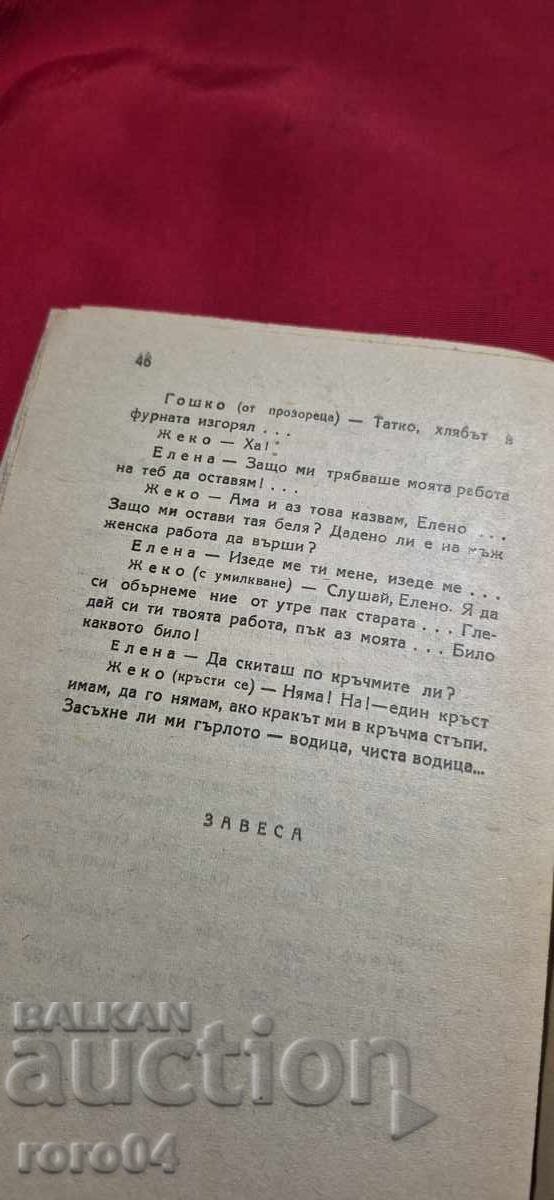 46
Гошко (от прозореца) — Татко, хлябът в
фурната изгорял . . .
Жеко — Ха!
Елена — Защо ми трябваше моята работа
на теб да оставям! . . .
Жеко — Ама и аз това казвам, Елено . . .
Защо ми остави тая беля? Дадено ли е на мъж
женска работа да върши?
Елена — Изеде ме ти мене, изеде ме . . .
Жеко (с умилкване) — Слушай, Елено. Я да
си обърнеме ние от утре пак старата . . . Гле-
дай си ти твоята работа, пък аз моята . . . Било
каквото било!
Елена — Да скиташ по кръчмите ли?
Жеко (кръсти се) — Няма! На!—един кръст
имам, да го нямам, ако кракът ми в кръчма стъпи.
Засъхне ли ми гърлото — водица, чиста водица...
ЗАВЕСА
BALKAN
auction
roro04